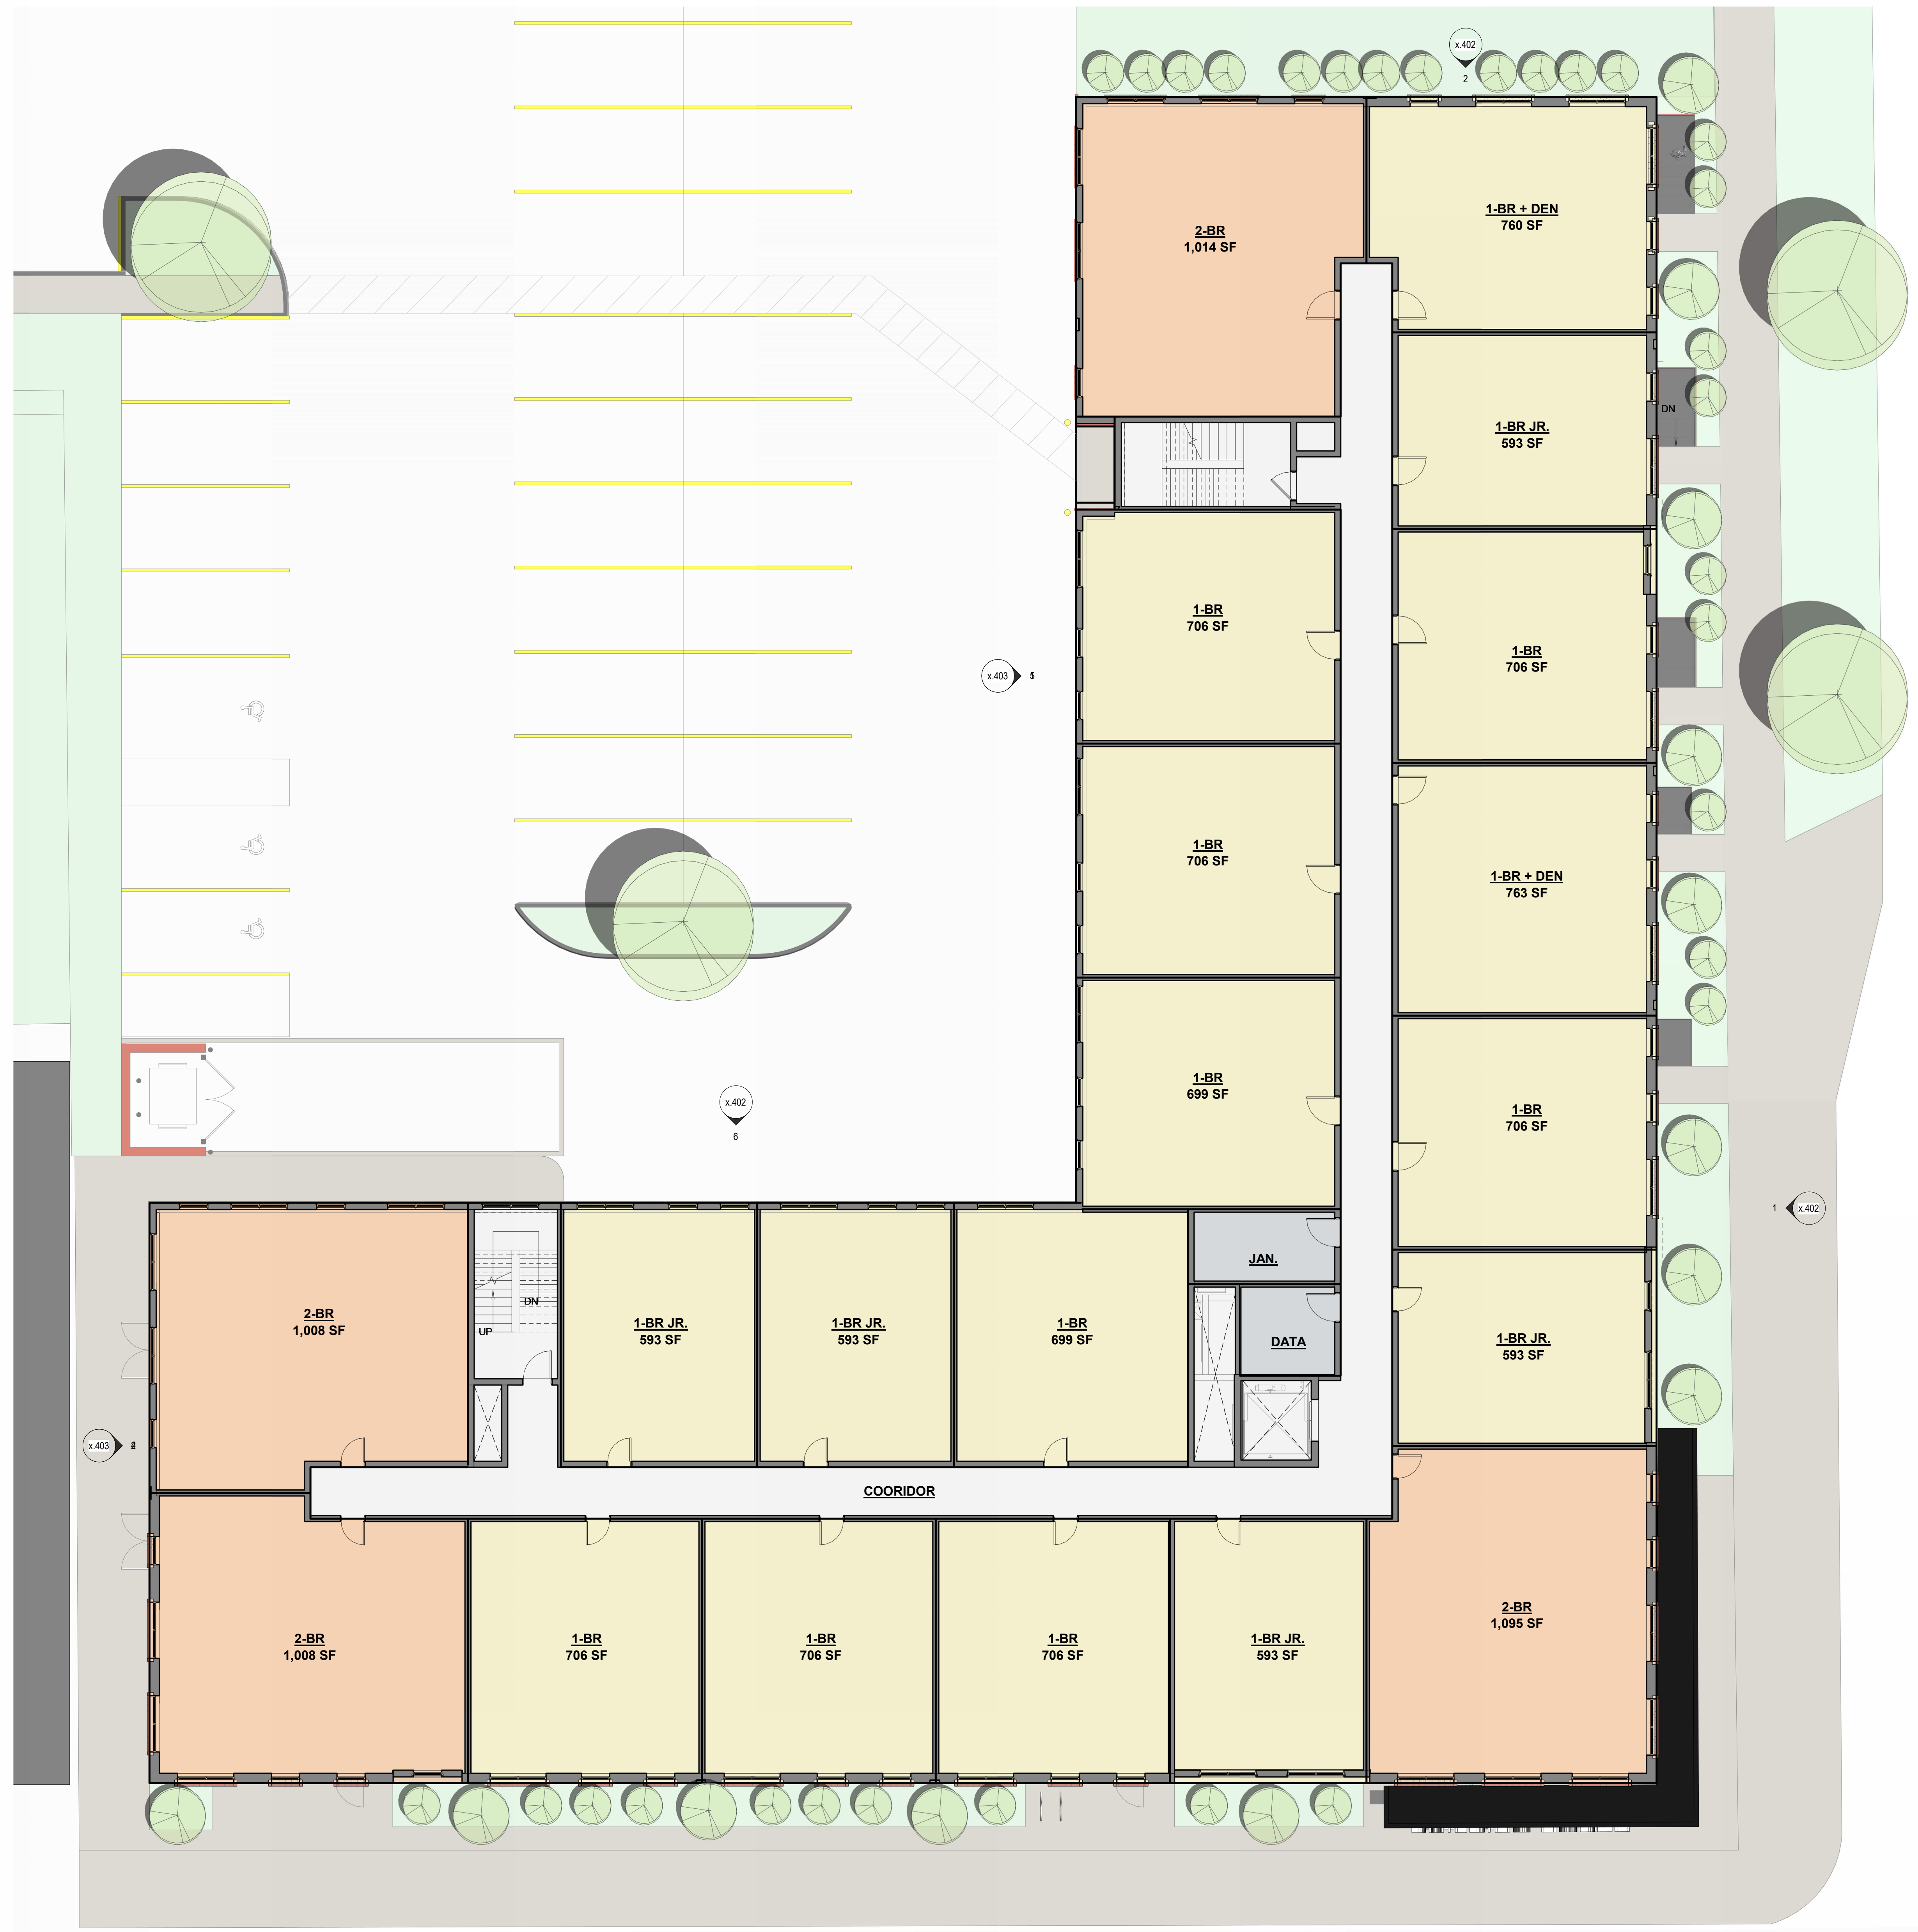 x.402
2
1-BR + DEN
760 SF
2-BR
1,014 SF
DN
1-BR JR.
593 SF
1-BR
706 SF
1-BR
706 SF
x.403
1-BR
706 SF
1-BR + DEN
763 SF
1-BR
699 SF
x.402
6
1-BR
706 SF
1
x.402
JAN.
DN
UP
2-BR
1,008 SF
1-BR JR.
593 SF
1-BR JR.
593 SF
1-BR
699 SF
DATA
1-BR JR.
593 SF
x.403
COORIDOR
2-BR
1,095 SF
2-BR
1,008 SF
1-BR
706 SF
1-BR
706 SF
1-BR
706 SF
1-BR JR.
593 SF